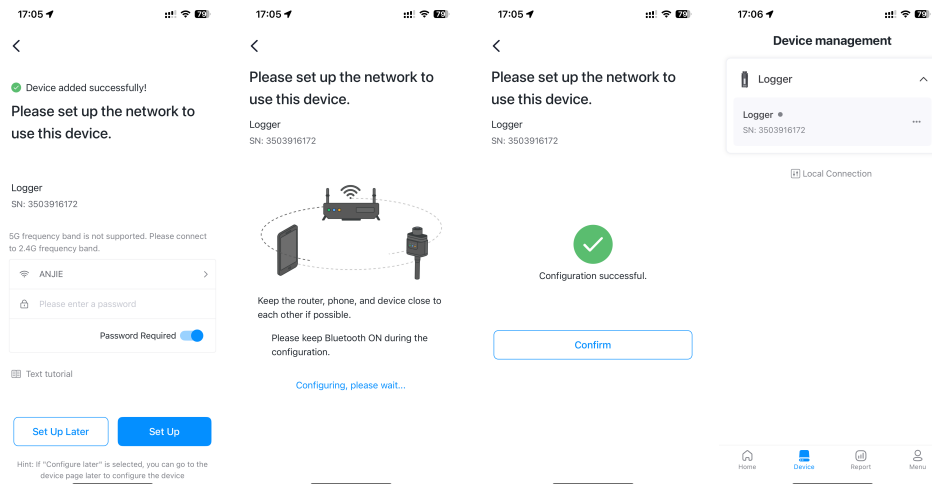 17:05
79
Device added successfully!
Please set up the network to
use this device.
Logger
SN: 3503916172
5G frequency band is not supported. Please connect
to 2.4G frequency band.
ANJIE
Please enter a password
Password Required
Text tutorial
Set Up Later
Set Up
Hint: If "Configure later" is selected, you can go to the
device page later to configure the device
17:05
79
Please set up the network to
use this device.
Logger
SN: 3503916172
Keep the router, phone, and device close to
each other if possible.
Please keep Bluetooth ON during the
configuration.
Configuring, please wait...
17:05
79
Please set up the network to
use this device.
Logger
SN: 3503916172
Configuration successful.
Confirm
17:06
79
Device management
Logger
Logger
SN: 3503916172
Local Connection
Home
Device
Report
Menu